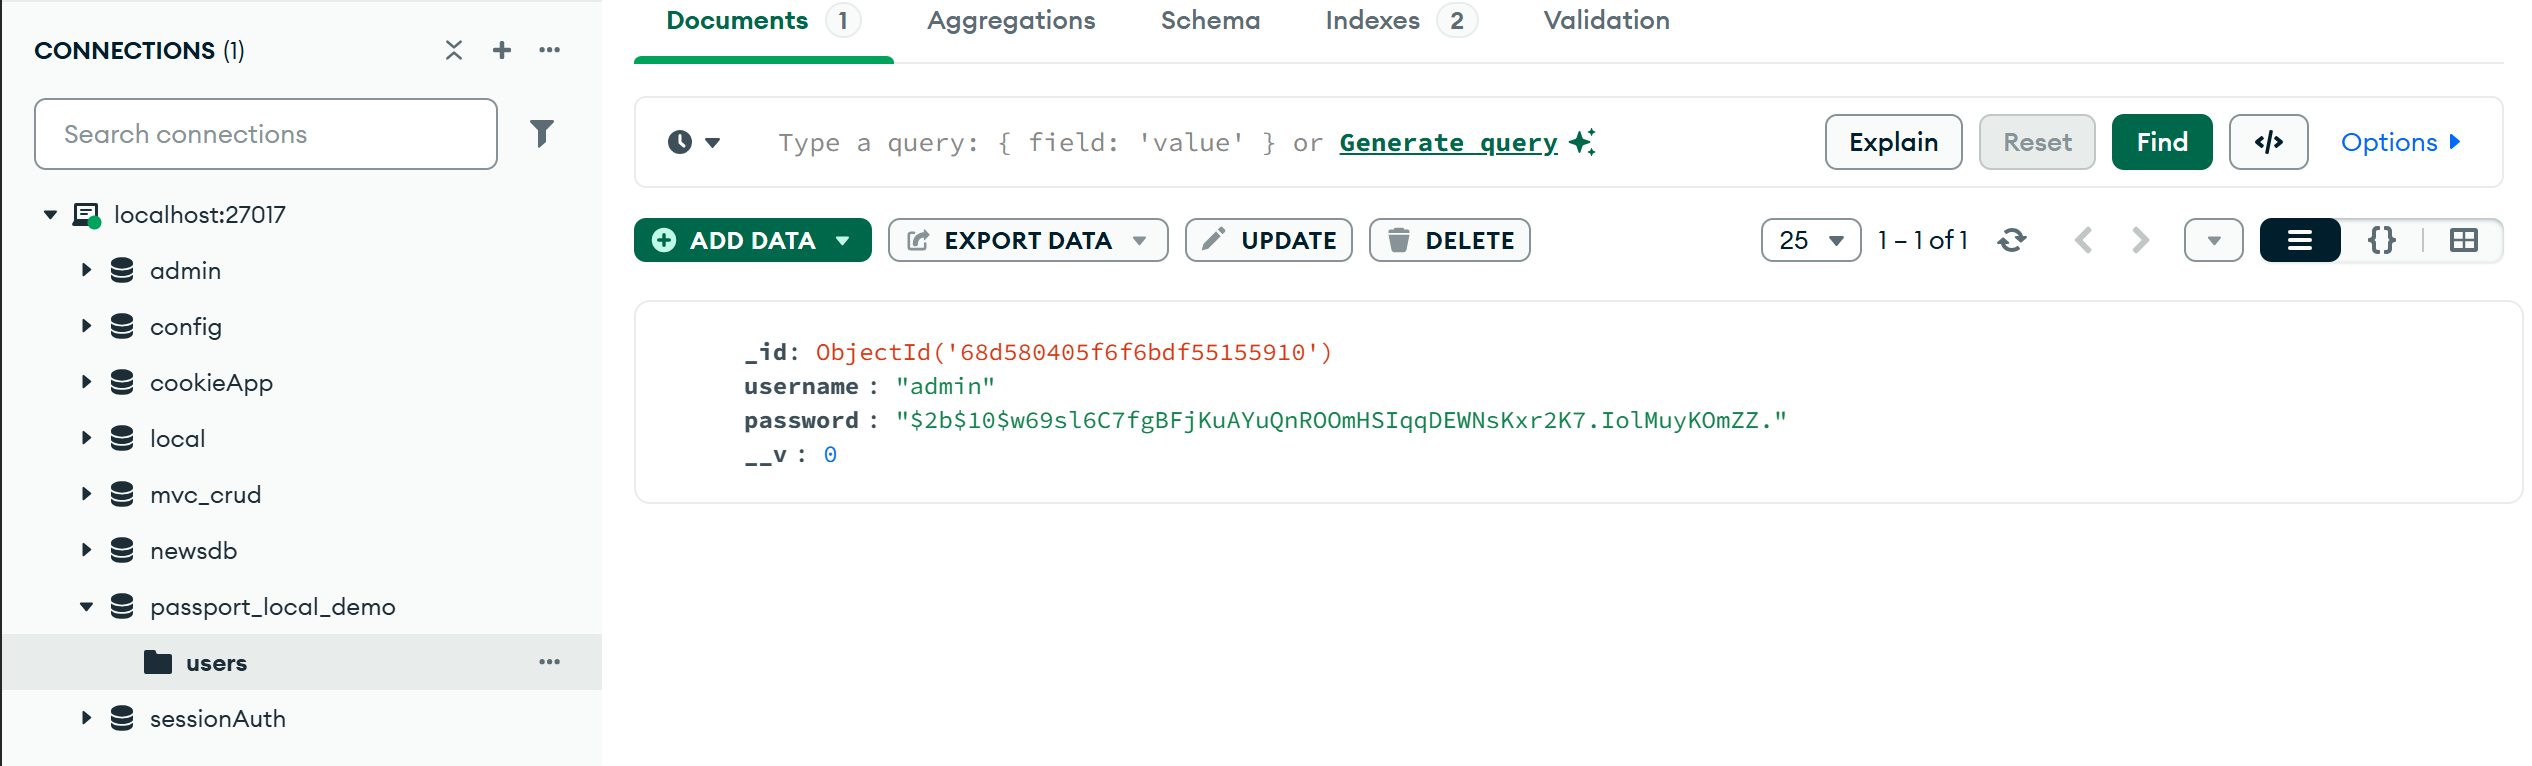 CONNECTIONS (1)
Search connections
localhost:27017
admin
config
cookieApp
local
mvc_crud
newsdb
passport_local_demo
users
sessionAuth
Documents 1 Aggregations Schema Indexes 2 Validation
Type a query: { field: 'value' } or Generate query Explain Reset Find </> Options
ADD DATA EXPORT DATA UPDATE DELETE 25 1 – 1 of 1 {}
_id: ObjectId('68d580405f6f6bdf55155910')
username : "admin"
password : "$2b$10$w69sl6C7fgBFjKuAYuQnROOmHSIqqDEWNsKxr2K7.IolMuyKOmZZ."
__v : 0